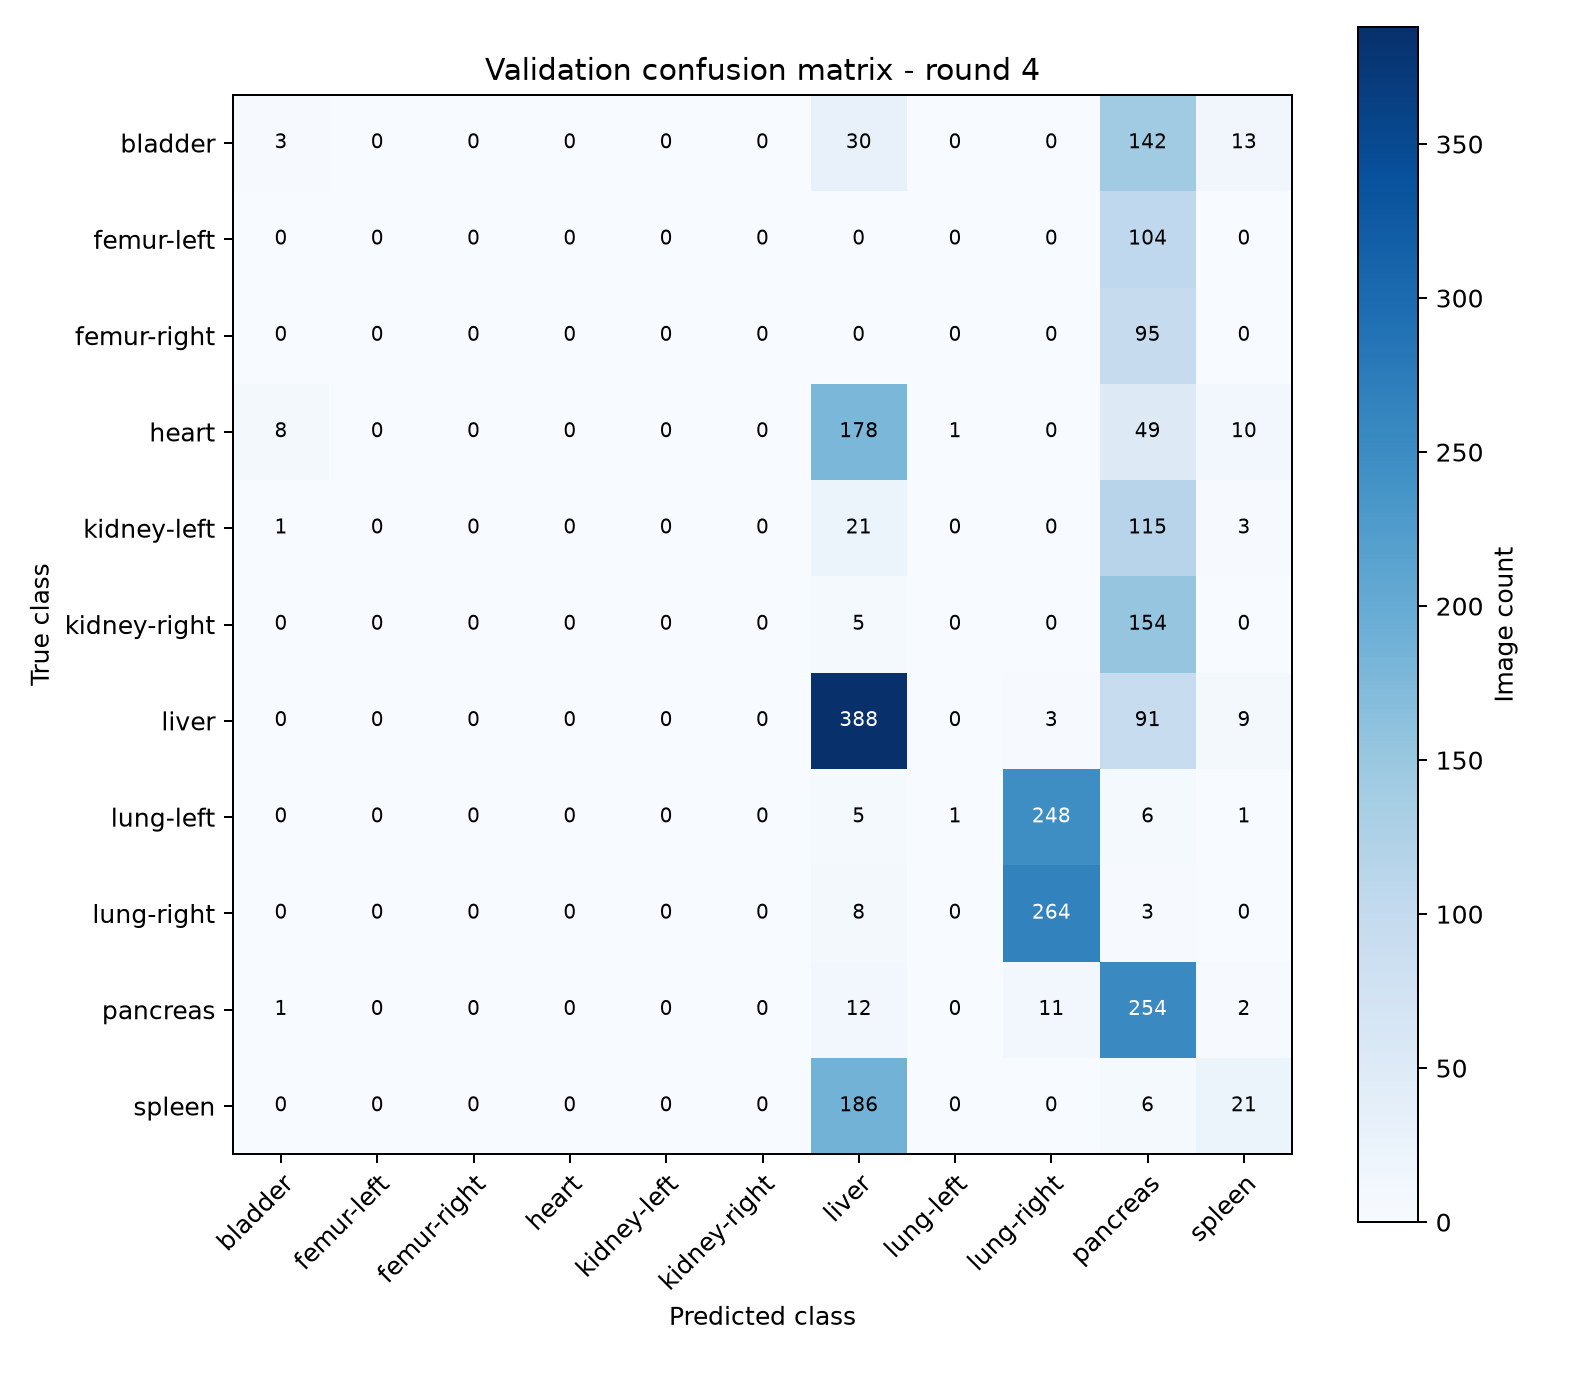 Validation confusion matrix - round 4
bladder 3 0 0 0 0 0 30 0 0 142 13
femur-left 0 0 0 0 0 0 0 0 0 104 0
femur-right 0 0 0 0 0 0 0 0 0 95 0
heart 8 0 0 0 0 0 178 1 0 49 10
kidney-left 1 0 0 0 0 0 21 0 0 115 3
kidney-right 0 0 0 0 0 0 5 0 0 154 0
liver 0 0 0 0 0 0 388 0 3 91 9
lung-left 0 0 0 0 0 0 5 1 248 6 1
lung-right 0 0 0 0 0 0 8 0 264 3 0
pancreas 1 0 0 0 0 0 12 0 11 254 2
spleen 0 0 0 0 0 0 186 0 0 6 21
bladder femur-left femur-right heart kidney-left kidney-right liver lung-left lung-right pancreas spleen
Predicted class
True class
350
300
250
200
150
100
50
0
Image count